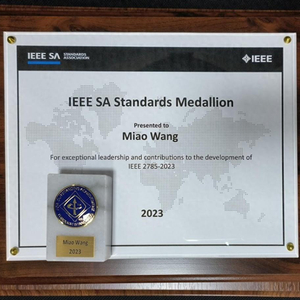 IEEE SA STANDARDS ASSOCIATION
IEEE
IEEE SA Standards Medallion
Presented to
Miao Wang
For exceptional leadership and contributions to the development of
IEEE 2785-2023
2023
Miao Wang
2023